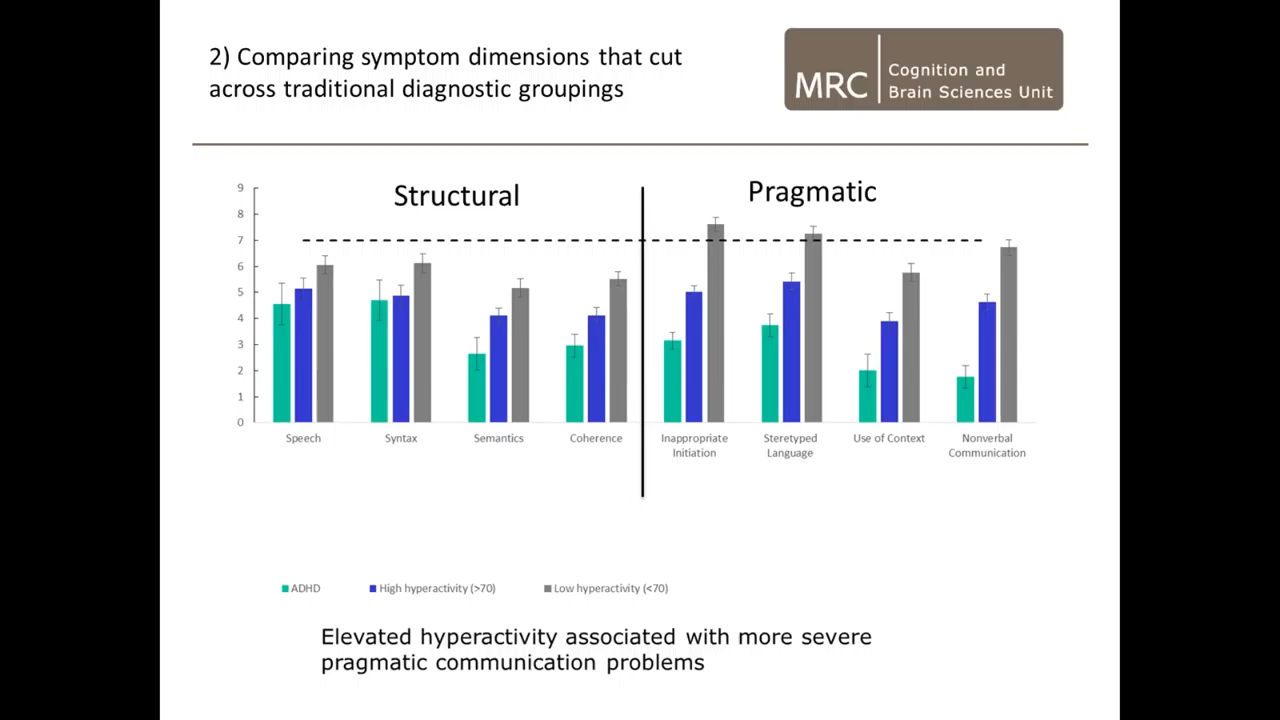 2) Comparing symptom dimensions that cut
across traditional diagnostic groupings
MRC
Cognition and
Brain Sciences Unit
Structural
Pragmatic
9
8
7
6
5
4
3
2
1
0
Speech
Syntax
Semantics
Coherence
Inappropriate
Initiation
Steretyped
Language
Use of Context
Nonverbal
Communication
ADHD
High hyperactivity (>70)
Low hyperactivity (<70)
Elevated hyperactivity associated with more severe
pragmatic communication problems